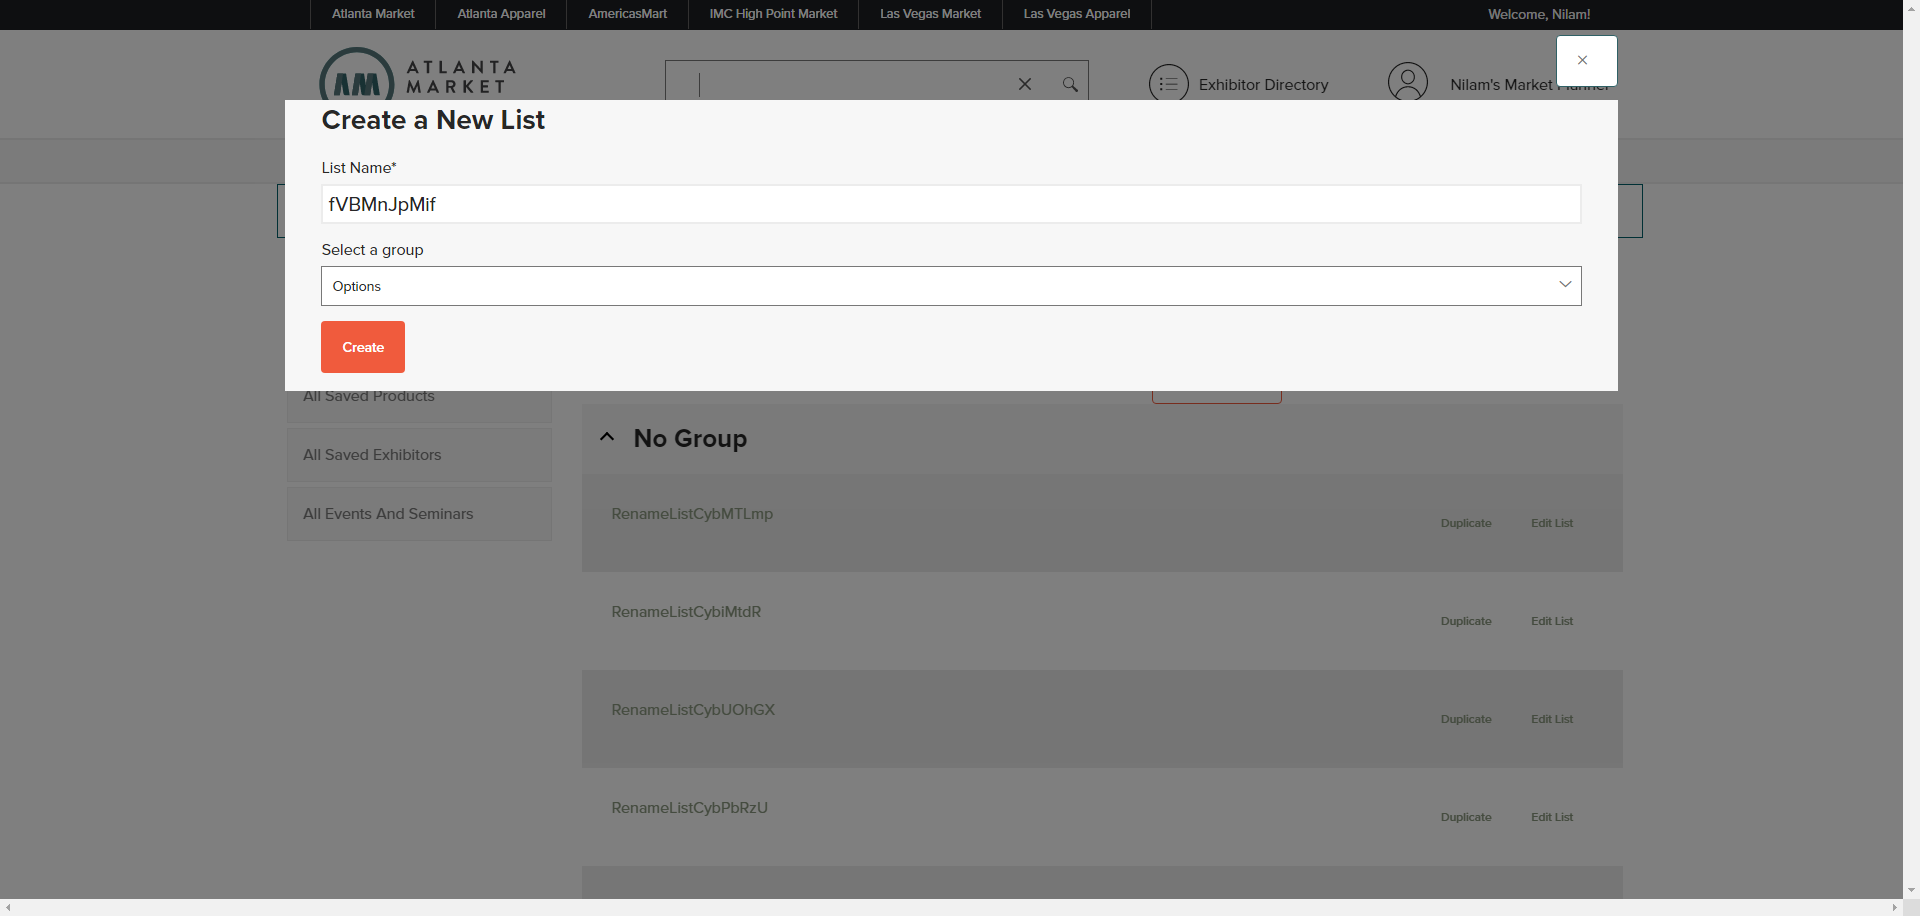 Atlanta Market
Atlanta Apparel
AmericasMart
IMC High Point Market
Las Vegas Market
Las Vegas Apparel
Welcome, Nilam!
ATLANTA
MARKET
Exhibitor Directory
Nilam's Market Planner
Create a New List
List Name*
fVBMnJpMif
Select a group
Options
Create
All Saved Products
All Saved Exhibitors
All Events And Seminars
No Group
RenameListCybMTLmp
Duplicate
Edit List
RenameListCybiMtdR
Duplicate
Edit List
RenameListCybUOhGX
Duplicate
Edit List
RenameListCybPbRzU
Duplicate
Edit List